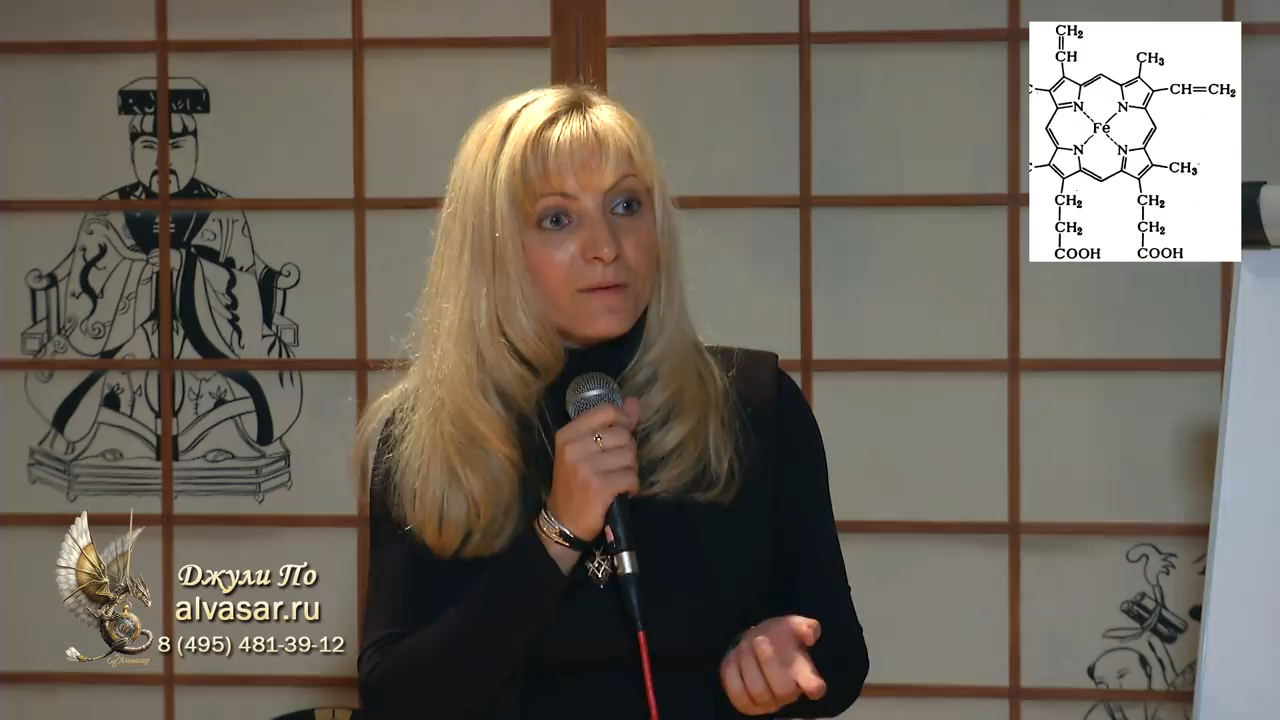 CH₂
CH
CH₃
CH=CH₂
N N
Fe
N N
CH₃
CH₂ CH₂
CH₂ CH₂
COOH COOH
Джули По
alvasar.ru
8 (495) 481-39-12